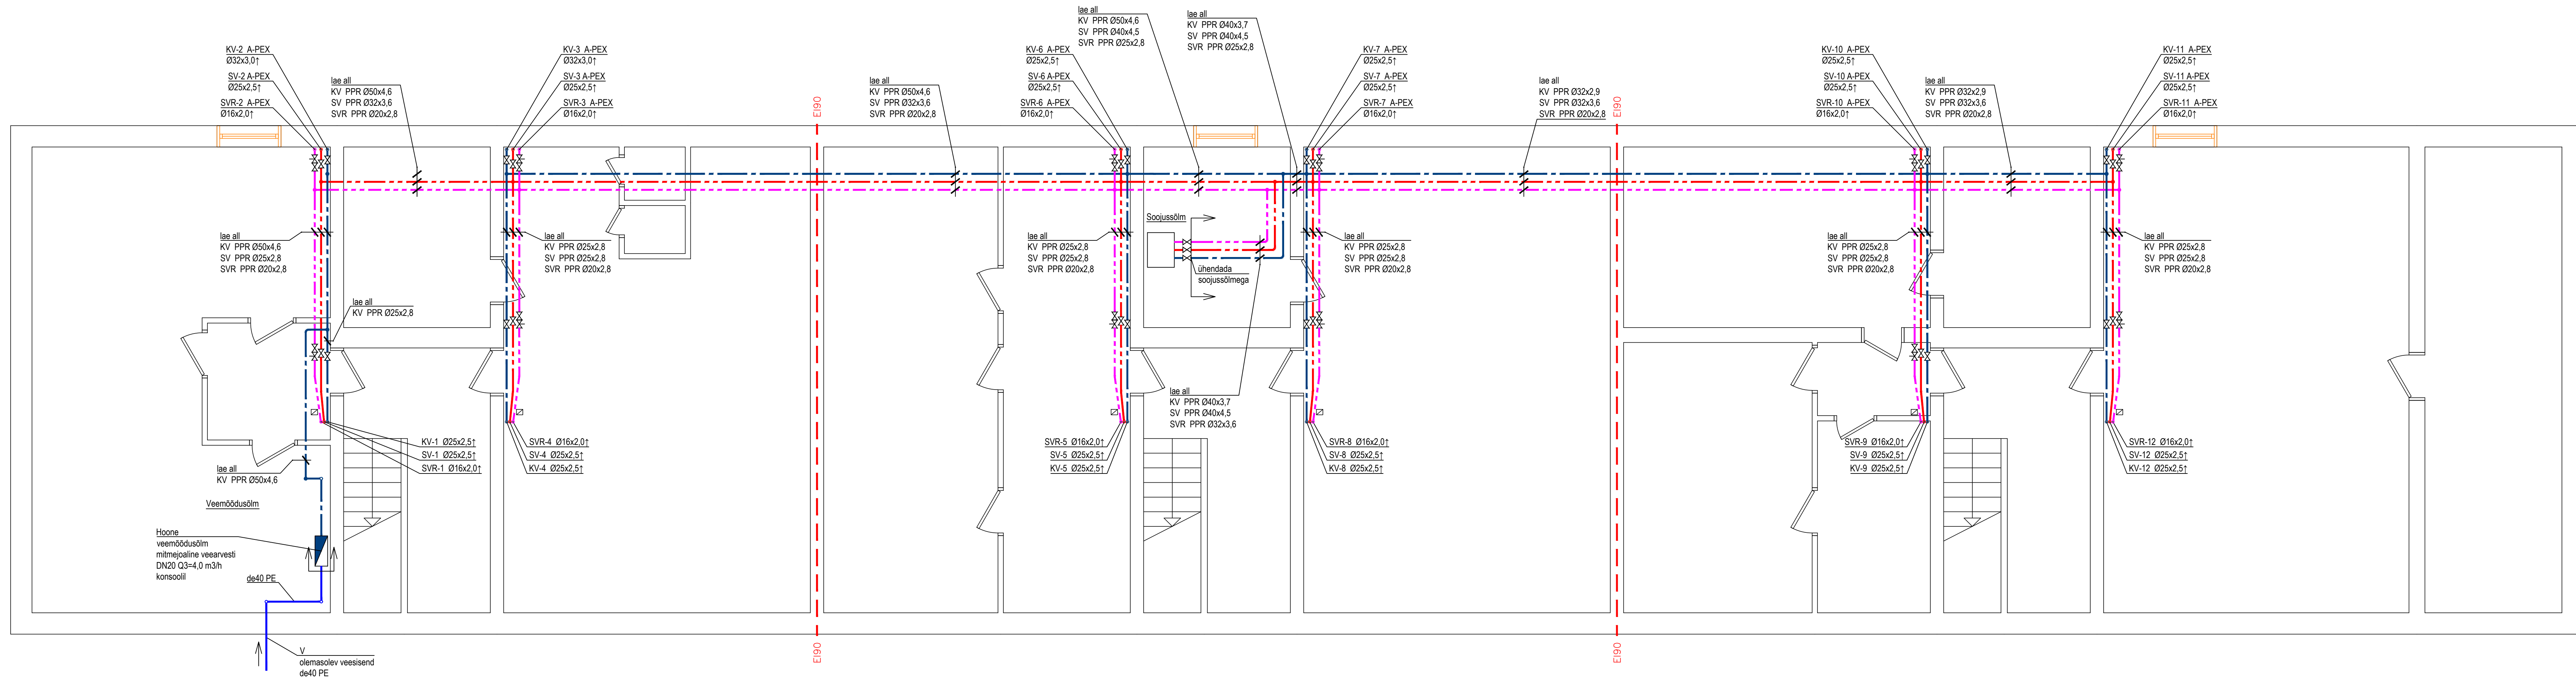 lae all
KV  PPR Ø50x4,6
SV  PPR Ø40x4,5
SVR  PPR Ø25x2,8
lae all
KV  PPR Ø40x3,7
SV  PPR Ø40x4,5
SVR  PPR Ø25x2,8
KV-2  A-PEX
Ø32x3,0↑
SV-2 A-PEX
Ø25x2,5↑
SVR-2  A-PEX
Ø16x2,0↑
lae all
KV  PPR Ø50x4,6
SV  PPR Ø32x3,6
SVR  PPR Ø20x2,8
KV-3  A-PEX
Ø32x3,0↑
SV-3 A-PEX
Ø25x2,5↑
SVR-3  A-PEX
Ø16x2,0↑
EI90
lae all
KV  PPR Ø50x4,6
SV  PPR Ø32x3,6
SVR  PPR Ø20x2,8
KV-6  A-PEX
Ø25x2,5↑
SV-6 A-PEX
Ø25x2,5↑
SVR-6  A-PEX
Ø16x2,0↑
KV-7  A-PEX
Ø25x2,5↑
SV-7  A-PEX
Ø25x2,5↑
SVR-7  A-PEX
Ø16x2,0↑
lae all
KV  PPR Ø32x2,9
SV  PPR Ø32x3,6
SVR  PPR Ø20x2,8
EI90
KV-10  A-PEX
Ø25x2,5↑
SV-10 A-PEX
Ø25x2,5↑
SVR-10  A-PEX
Ø16x2,0↑
lae all
KV  PPR Ø32x2,9
SV  PPR Ø32x3,6
SVR  PPR Ø20x2,8
KV-11  A-PEX
Ø25x2,5↑
SV-11 A-PEX
Ø25x2,5↑
SVR-11  A-PEX
Ø16x2,0↑
lae all
KV  PPR Ø50x4,6
SV  PPR Ø25x2,8
SVR  PPR Ø20x2,8
lae all
KV  PPR Ø25x2,8
SV  PPR Ø25x2,8
SVR  PPR Ø20x2,8
lae all
KV  PPR Ø25x2,8
SV  PPR Ø25x2,8
SVR  PPR Ø20x2,8
Soojussõlm
ühendada
soojussõlmega
lae all
KV  PPR Ø25x2,8
SV  PPR Ø25x2,8
SVR  PPR Ø20x2,8
lae all
KV  PPR Ø25x2,8
SV  PPR Ø25x2,8
SVR  PPR Ø20x2,8
lae all
KV  PPR Ø25x2,8
SV  PPR Ø25x2,8
SVR  PPR Ø20x2,8
lae all
KV  PPR Ø25x2,8
lae all
KV  PPR Ø40x3,7
SV  PPR Ø40x4,5
SVR  PPR Ø32x3,6
KV-1  Ø25x2,5↑
SV-1  Ø25x2,5↑
SVR-1  Ø16x2,0↑
SVR-4  Ø16x2,0↑
SV-4  Ø25x2,5↑
KV-4  Ø25x2,5↑
SVR-5  Ø16x2,0↑
SV-5  Ø25x2,5↑
KV-5  Ø25x2,5↑
SVR-8  Ø16x2,0↑
SV-8  Ø25x2,5↑
KV-8  Ø25x2,5↑
SVR-9  Ø16x2,0↑
SV-9  Ø25x2,5↑
KV-9  Ø25x2,5↑
SVR-12  Ø16x2,0↑
SV-12  Ø25x2,5↑
KV-12  Ø25x2,5↑
lae all
KV  PPR Ø50x4,6
Veemöödusõlm
Hoone
veemöödusõlm
mitmejoaline veearvesti
DN20 Q3=4,0 m3/h
konsoolil
de40 PE
V
olemasolev veesisend
de40 PE
EI90
EI90